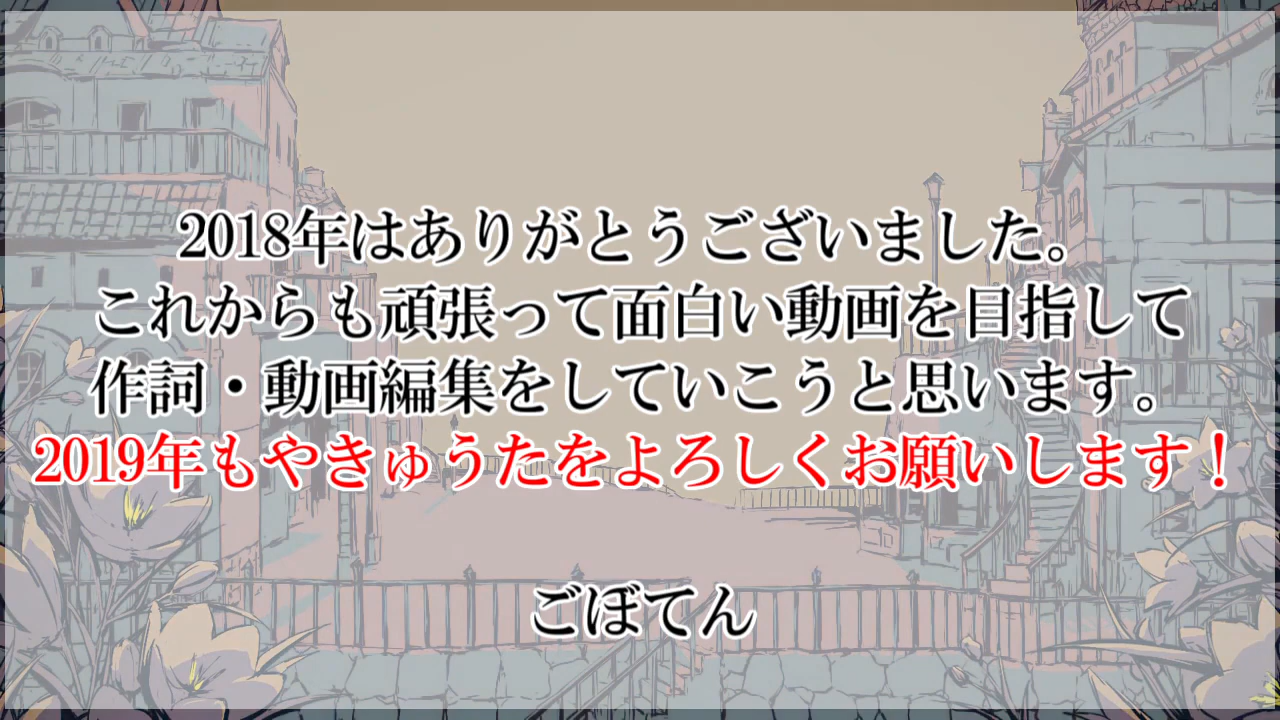 2018年はありがとうございました。
これからも頑張って面白い動画を目指して
作詞・動画編集をしていこうと思います。
2019年もやきゅうたをよろしくお願いします！
ごぼてん